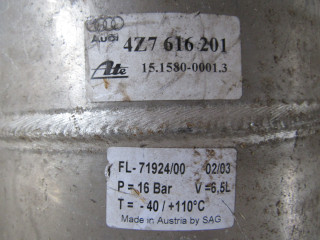 Audi
4Z7 616 201
Ate 15.1580-0001.3
FL-71924/00 02/03
P = 16 Bar V =6,5L
T = -40/+110°C
Made in Austria by SAG